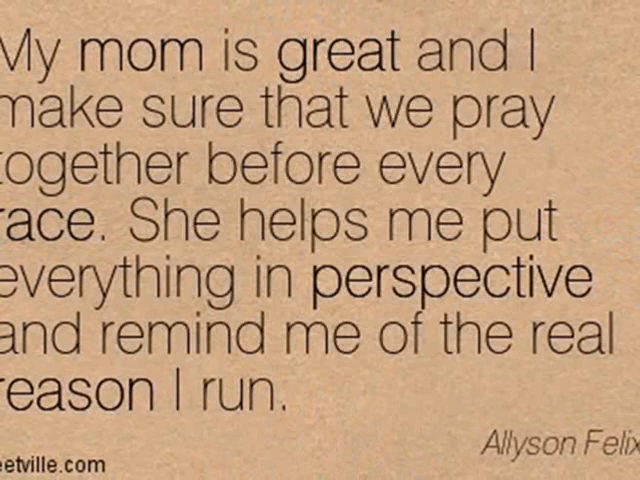 My mom is great and I
make sure that we pray
together before every
race. She helps me put
everything in perspective
and remind me of the real
reason I run.
Allyson Felix
eetville.com